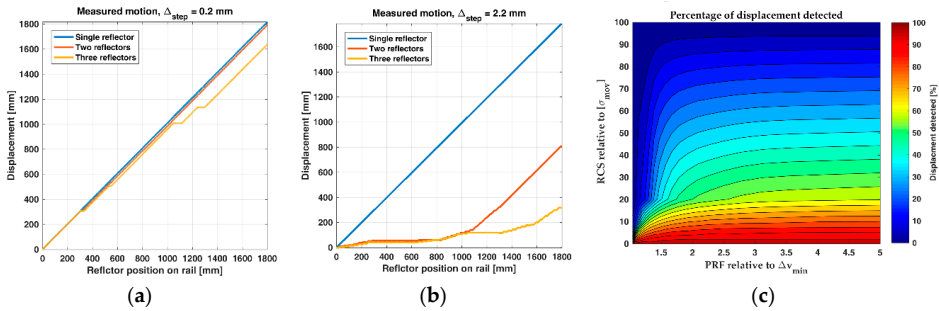 Measured motion, Δstep = 0.2 mm
Single reflector
Two reflectors
Three reflectors
Displacement [mm]
1800
1600
1400
1200
1000
800
600
400
200
0
0 200 400 600 800 1000 1200 1400 1600 1800
Reflctor position on rail [mm]
(a)
Measured motion, Δstep = 2.2 mm
Single reflector
Two reflectors
Three reflectors
Displacement [mm]
1600
1400
1200
1000
800
600
400
200
0
0 200 400 600 800 1000 1200 1400 1600 1800
Reflctor position on rail [mm]
(b)
Percentage of displacement detected
RCS relative to [σmov]
100
90
80
70
60
50
40
30
20
10
0
1.5 2 2.5 3 3.5 4 4.5 5
PRF relative to Δvmin
100
90
80
70
60
50
40
30
20
10
0
Displacment detected [%]
(c)